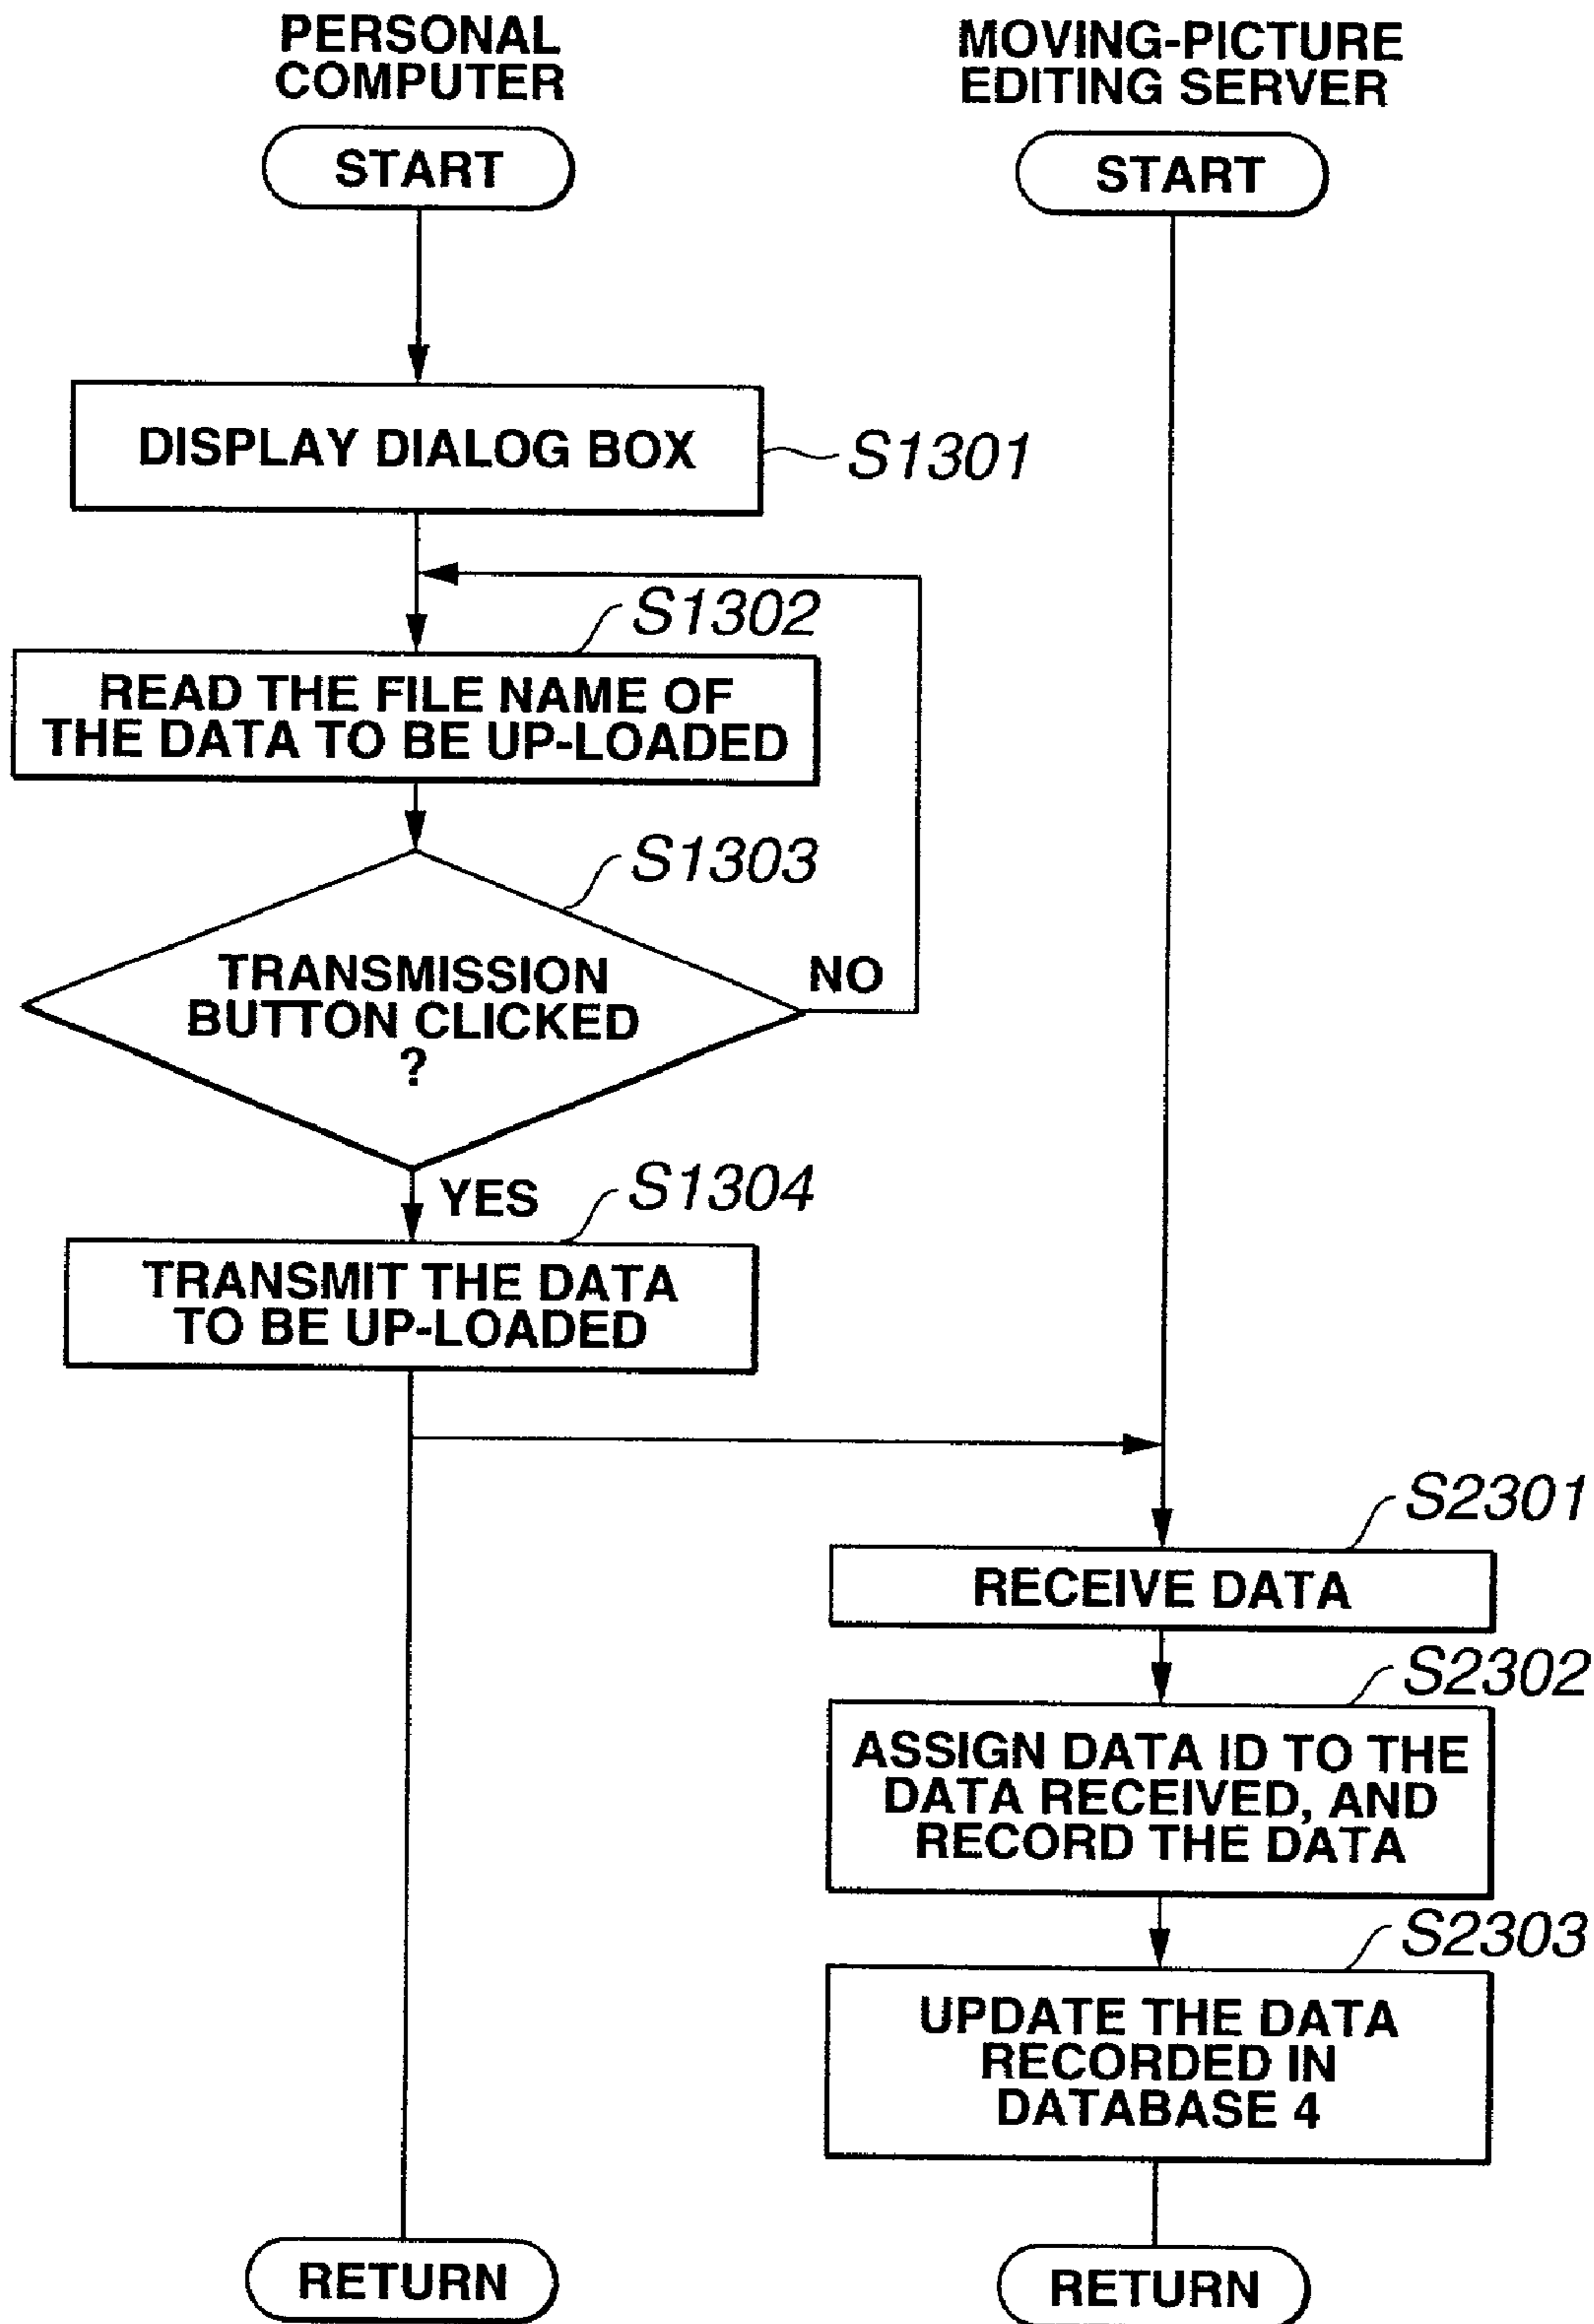 PERSONAL
COMPUTER
MOVING-PICTURE
EDITING SERVER
START
START
DISPLAY DIALOG BOX
S1301
S1302
READ THE FILE NAME OF
THE DATA TO BE UP-LOADED
S1303
TRANSMISSION
BUTTON CLICKED
?
NO
YES
S1304
TRANSMIT THE DATA
TO BE UP-LOADED
S2301
RECEIVE DATA
S2302
ASSIGN DATA ID TO THE
DATA RECEIVED, AND
RECORD THE DATA
S2303
UPDATE THE DATA
RECORDED IN
DATABASE 4
RETURN
RETURN